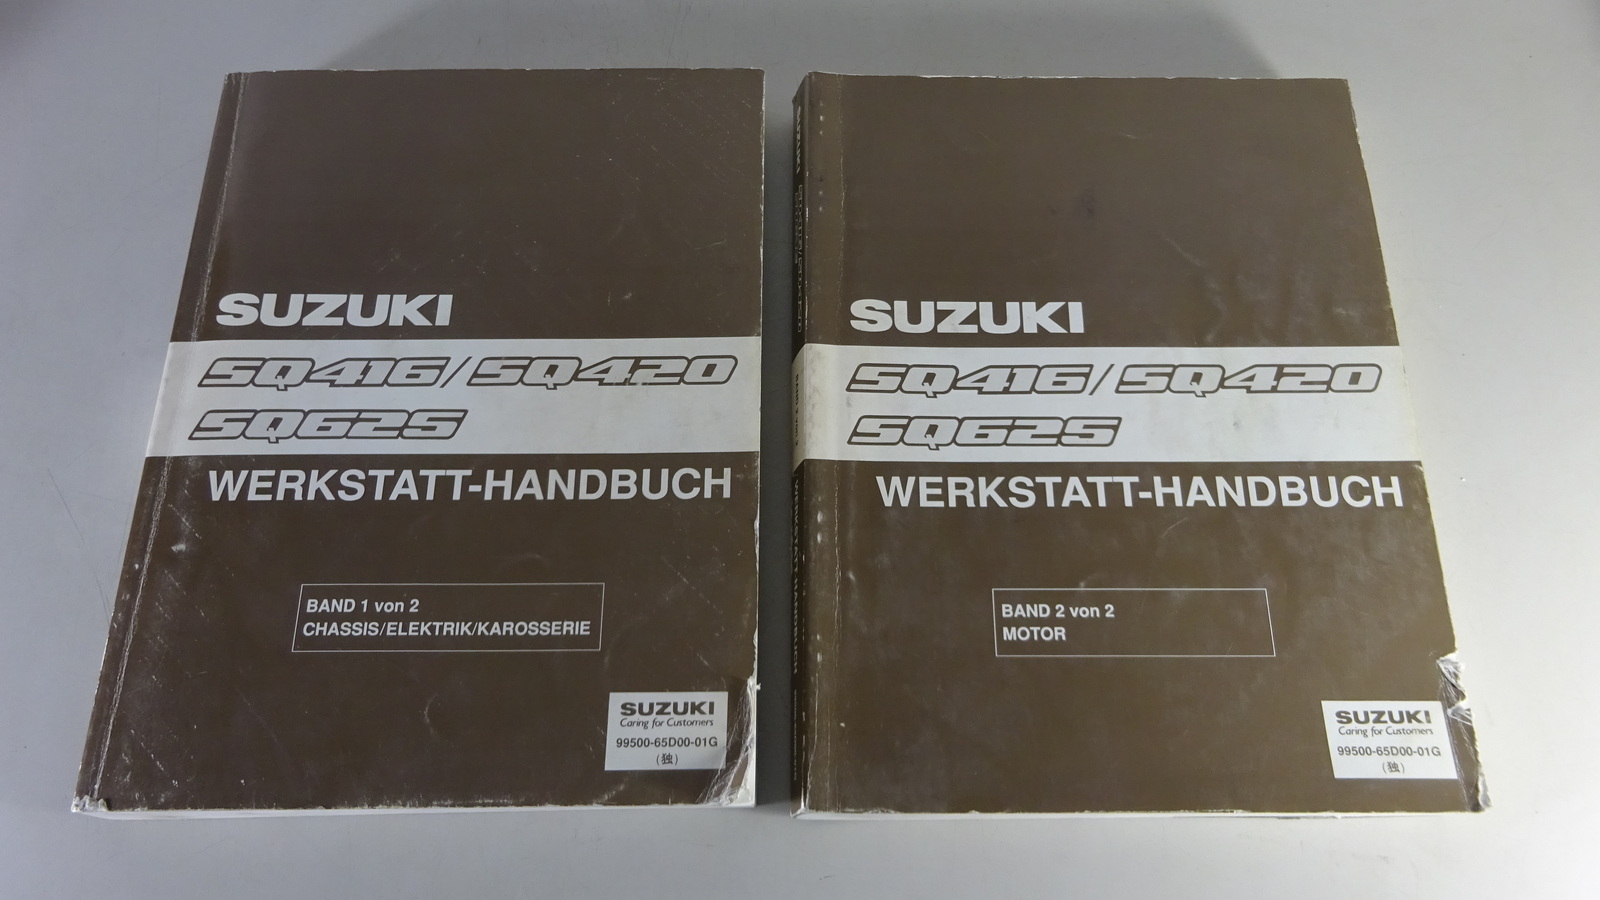 SUZUKI
SQ416/SQ420
SQ625
WERKSTATT-HANDBUCH
BAND 1 von 2
CHASSIS/ELEKTRIK/KAROSSERIE
SUZUKI
Caring for Customers
99500-65D00-01G
(独)
SUZUKI
SQ416/SQ420
SQ625
WERKSTATT-HANDBUCH
BAND 2 von 2
MOTOR
SUZUKI
Caring for Customers
99500-65D00-01G
(独)